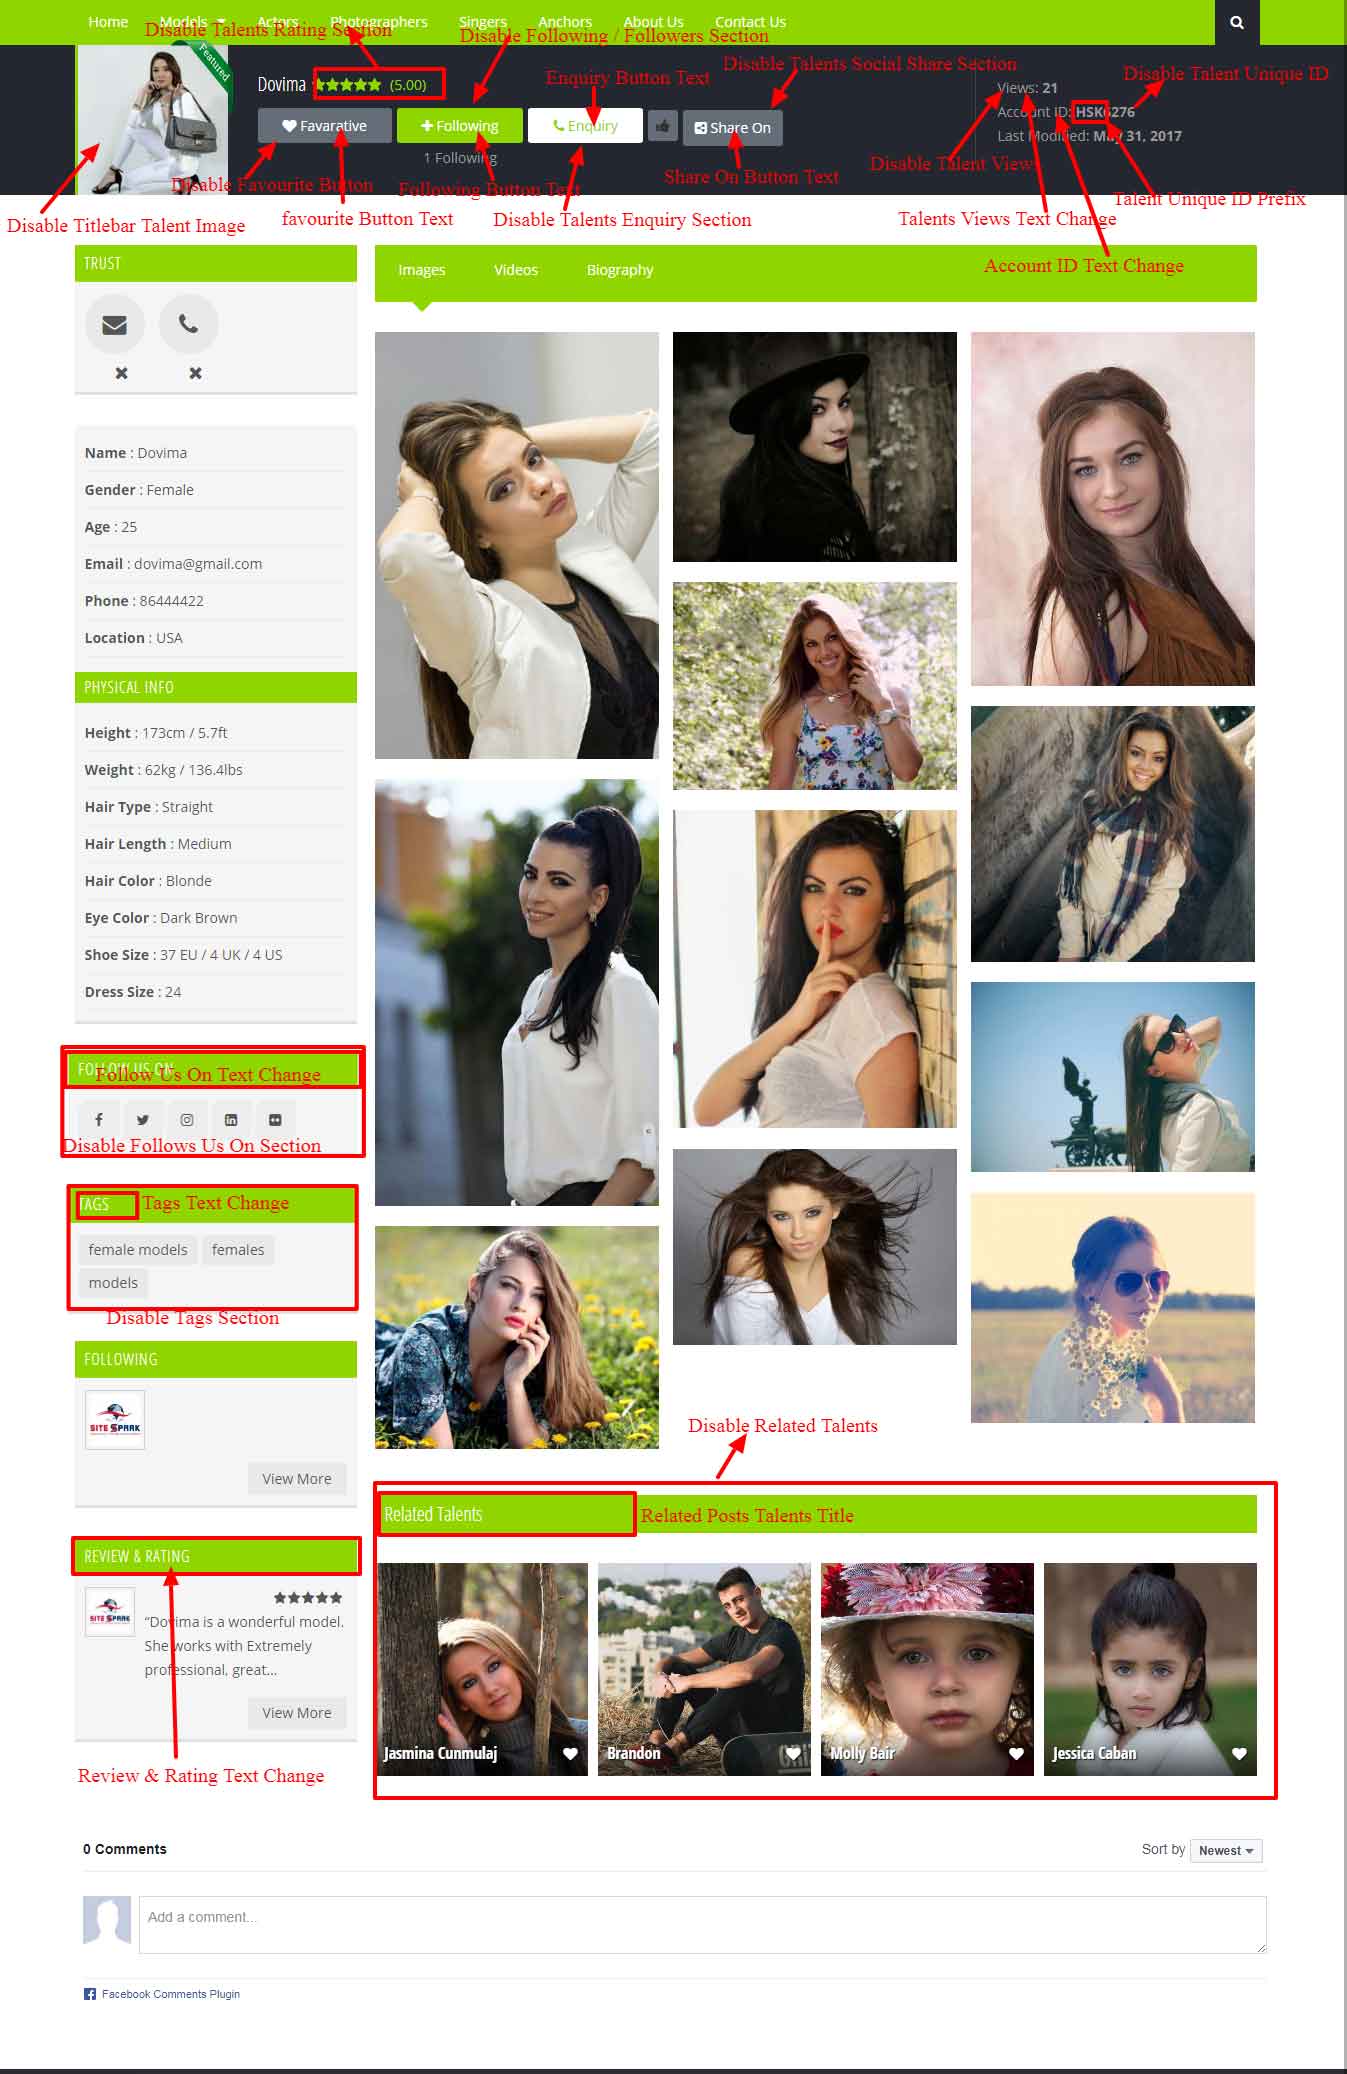 Home Models Actors Photographers Singers Anchors About Us Contact Us
Disable Talents Rating Section
Disable Following / Followers Section
Featured
Disable Talents Social Share Section
Disable Talent Unique ID
Enquiry Button Text
Dovima (5.00)
Views: 21
Favarative Following Enquiry Share On
Account ID: HSK6276
Last Modified: May 31, 2017
1 Following
Disable Talent Views
Share On Button Text
Disable Favourite Button
Following Button Text
Talent Unique ID Prefix
favourite Button Text
Disable Talents Enquiry Section
Talents Views Text Change
Disable Titlebar Talent Image
Account ID Text Change
TRUST
Images Videos Biography
Name : Dovima
Gender : Female
Age : 25
Email : dovima@gmail.com
Phone : 86444422
Location : USA
PHYSICAL INFO
Height : 173cm / 5.7ft
Weight : 62kg / 136.4lbs
Hair Type : Straight
Hair Length : Medium
Hair Color : Blonde
Eye Color : Dark Brown
Shoe Size : 37 EU / 4 UK / 4 US
Dress Size : 24
FOLLOW US ON
Follow Us On Text Change
Disable Follows Us On Section
TAGS
Tags Text Change
female models females
models
Disable Tags Section
FOLLOWING
SITE SPARK
View More
Disable Related Talents
Related Talents
Related Posts Talents Title
REVIEW & RATING
SITE SPARK
“Dovima is a wonderful model.
She works with Extremely
professional, great...
View More
Review & Rating Text Change
Jasmina Cunmulaj
Brandon
Molly Bair
Jessica Caban
0 Comments
Sort by Newest
Add a comment...
Facebook Comments Plugin